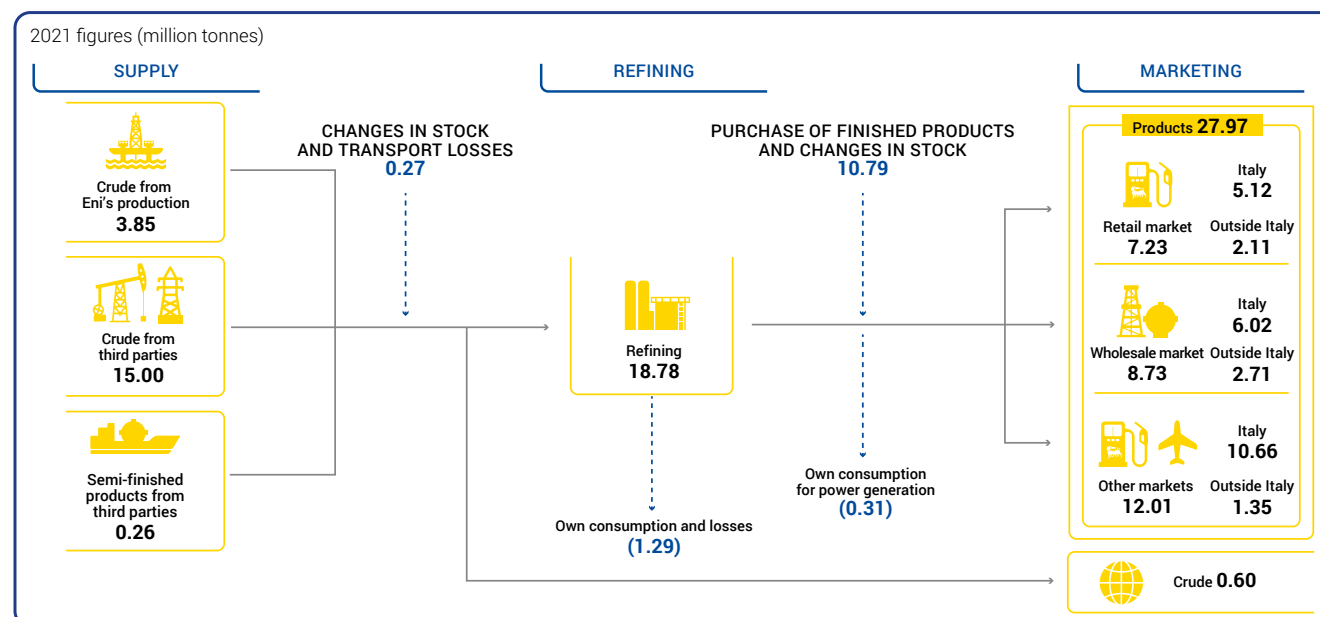 2021 figures (million tonnes)
SUPPLY
REFINING
MARKETING
Crude from
Eni's production
3.85
Crude from
third parties
15.00
Semi-finished
products from
third parties
0.26
CHANGES IN STOCK
AND TRANSPORT LOSSES
0.27
Refining
18.78
Own consumption and losses
(1.29)
PURCHASE OF FINISHED PRODUCTS
AND CHANGES IN STOCK
10.79
Own consumption
for power generation
(0.31)
Products 27.97
Retail market
7.23
Italy
5.12
Outside Italy
2.11
Wholesale market
8.73
Italy
6.02
Outside Italy
2.71
Other markets
12.01
Italy
10.66
Outside Italy
1.35
Crude 0.60